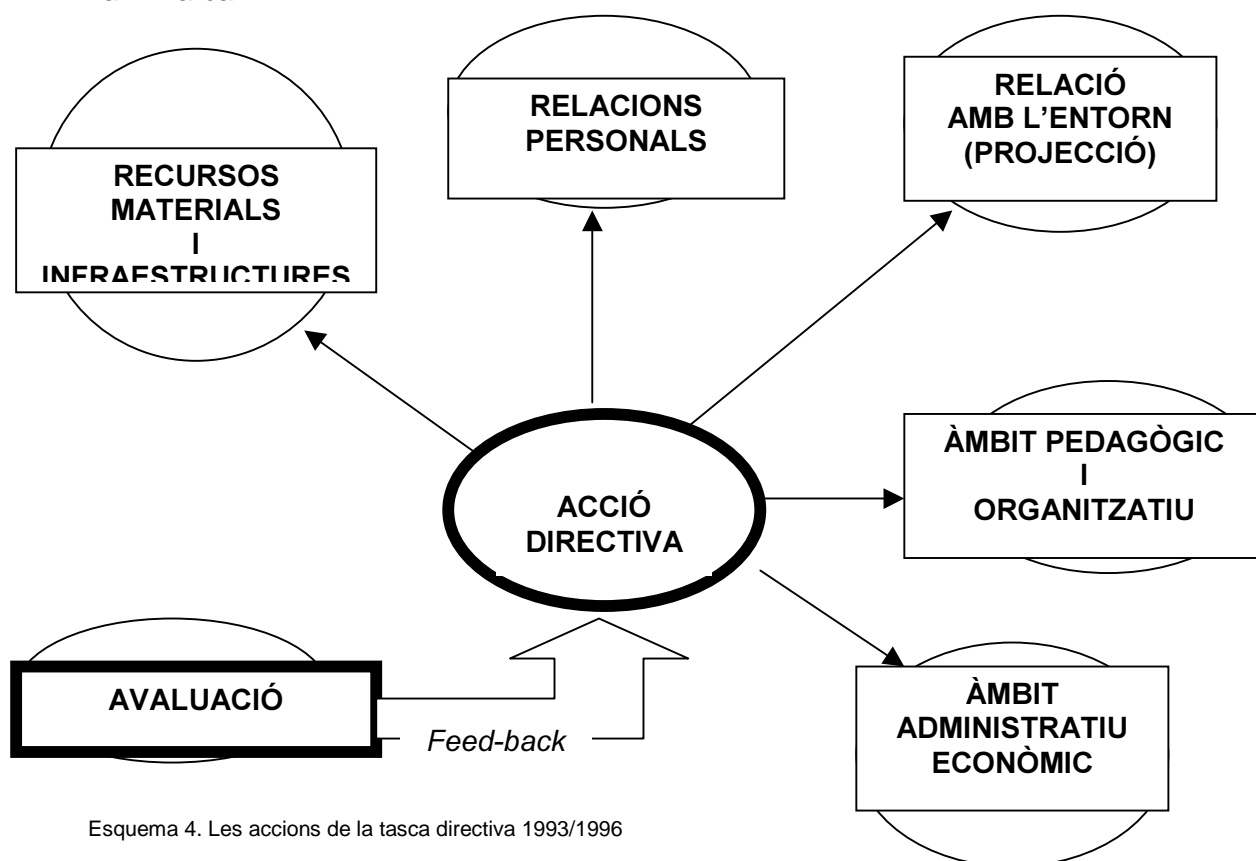 RELACIONS
PERSONALS
RELACIÓ
AMB L'ENTORN
(PROJECCIÓ)
RECURSOS
MATERIALS
I
INFRAESTRUCTURES
ÀMBIT PEDAGÒGIC
I
ORGANITZATIU
ACCIÓ
DIRECTIVA
AVALUACIÓ
Feed-back
ÀMBIT
ADMINISTRATIU
ECONÒMIC
Esquema 4. Les accions de la tasca directiva 1993/1996